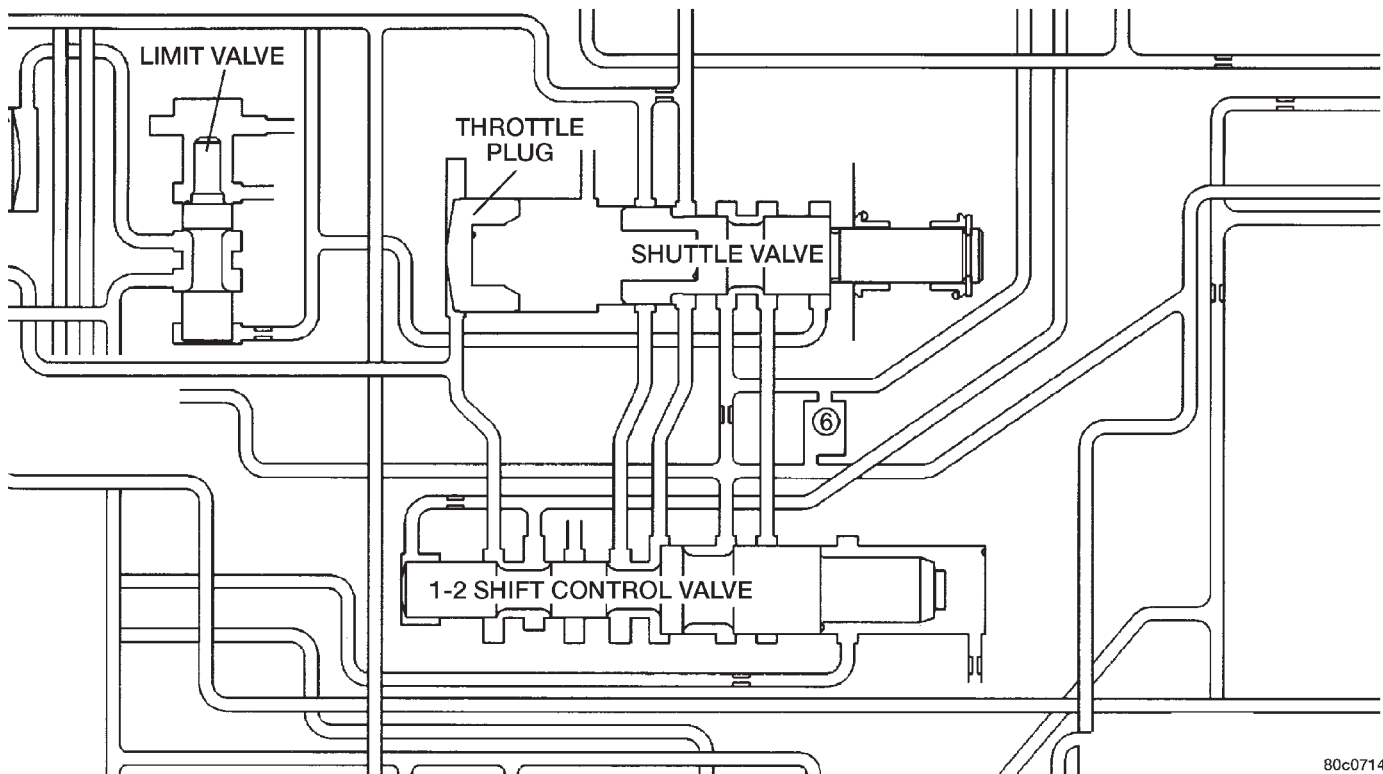 LIMIT VALVE
THROTTLE
PLUG
SHUTTLE VALVE
6
1-2 SHIFT CONTROL VALVE
80c0714